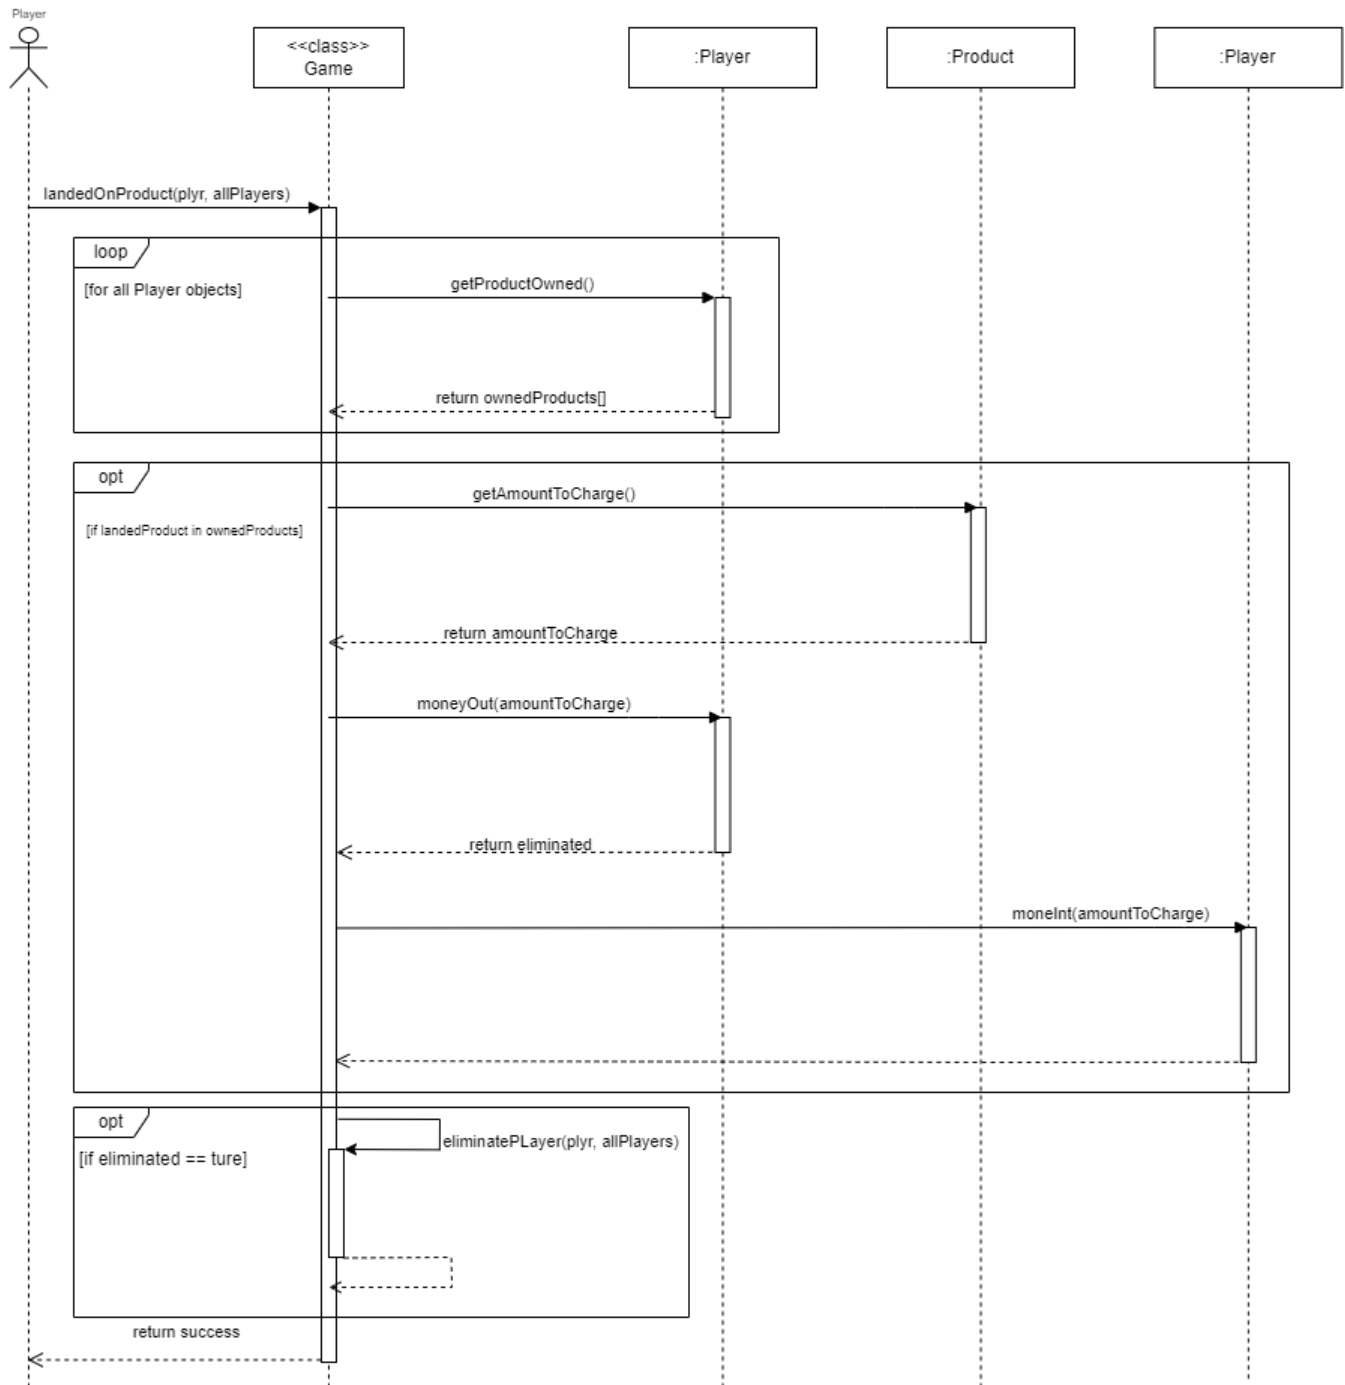 Player
<<class>>
Game
:Player
:Product
:Player
landedOnProduct(plyr, allPlayers)
loop
[for all Player objects]
getProductOwned()
return ownedProducts[]
opt
getAmountToCharge()
[if landedProduct in ownedProducts]
return amountToCharge
moneyOut(amountToCharge)
return eliminated
moneInt(amountToCharge)
opt
eliminatePLayer(plyr, allPlayers)
[if eliminated == ture]
return success